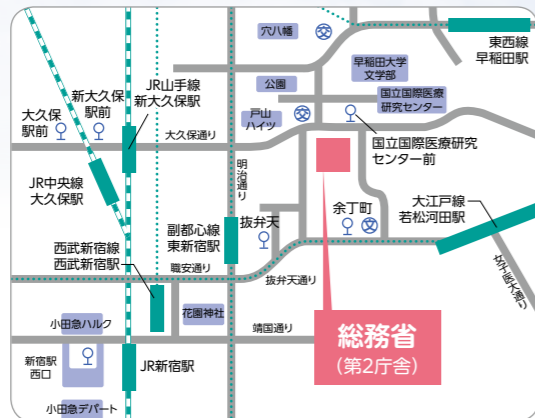 穴八幡
交
東西線
早稲田駅
早稲田大学
文学部
公園
国立国際医療
研究センター
JR山手線
新大久保駅
新大久保
駅前
大久保
駅前
戸山
ハイツ
交
大久保通り
国立国際医療研究
センター前
明治通り
JR中央線
大久保駅
大江戸線
若松河田駅
余丁町
交
抜弁天
副都心線
東新宿駅
西武新宿線
西武新宿駅
職安通り
抜弁天通り
女子医大通り
花園神社
小田急ハルク
靖国通り
総務省
(第2庁舎)
新宿駅
西口
JR新宿駅
小田急デパート